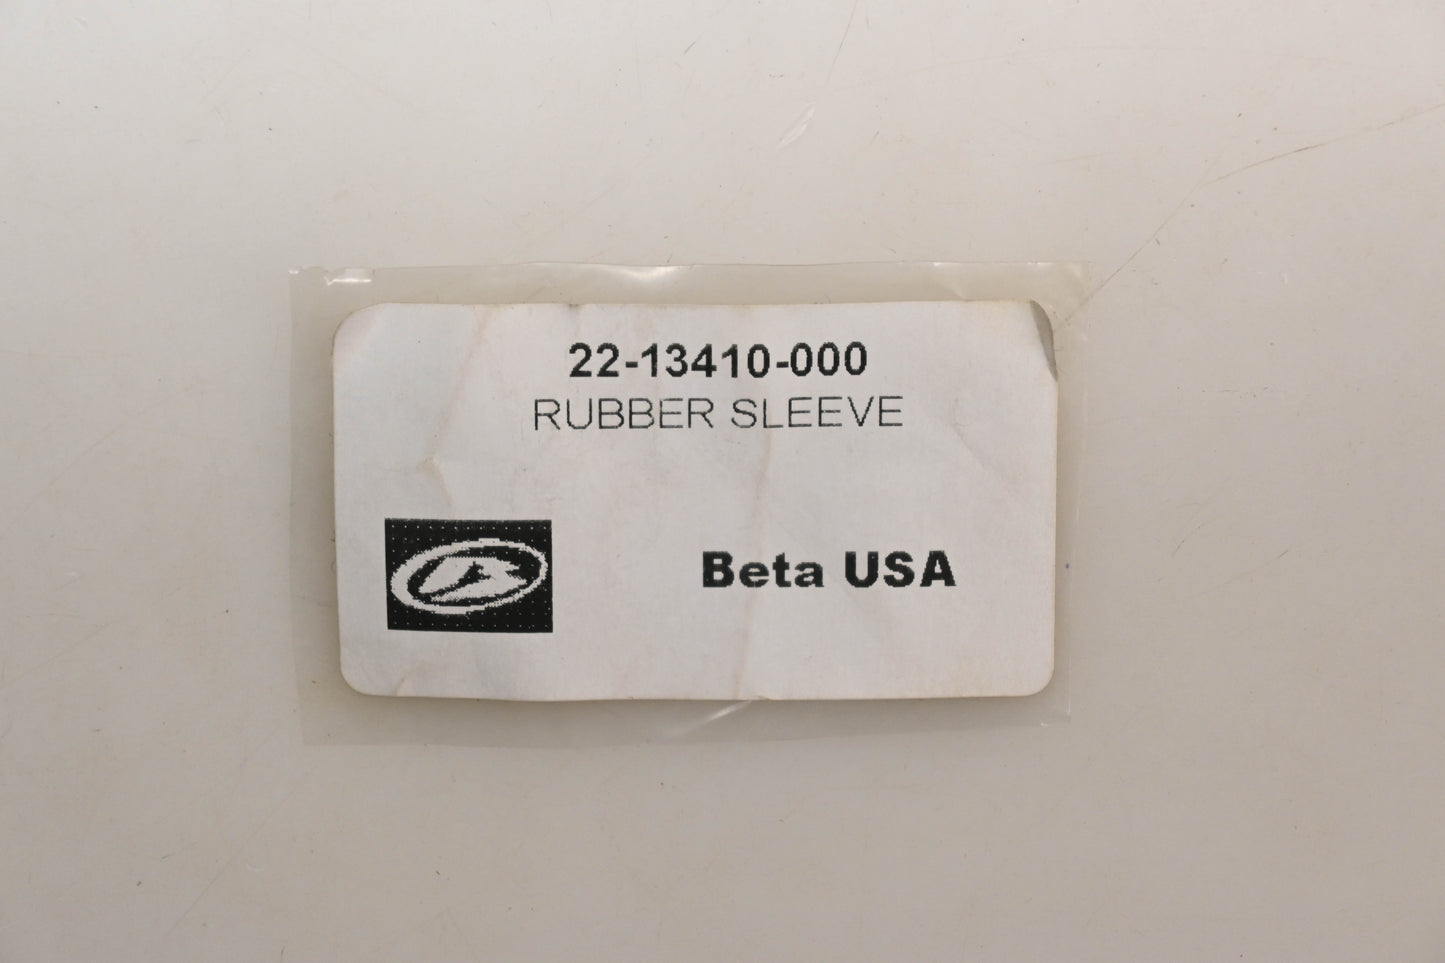 22-13410-000
RUBBER SLEEVE
Beta USA